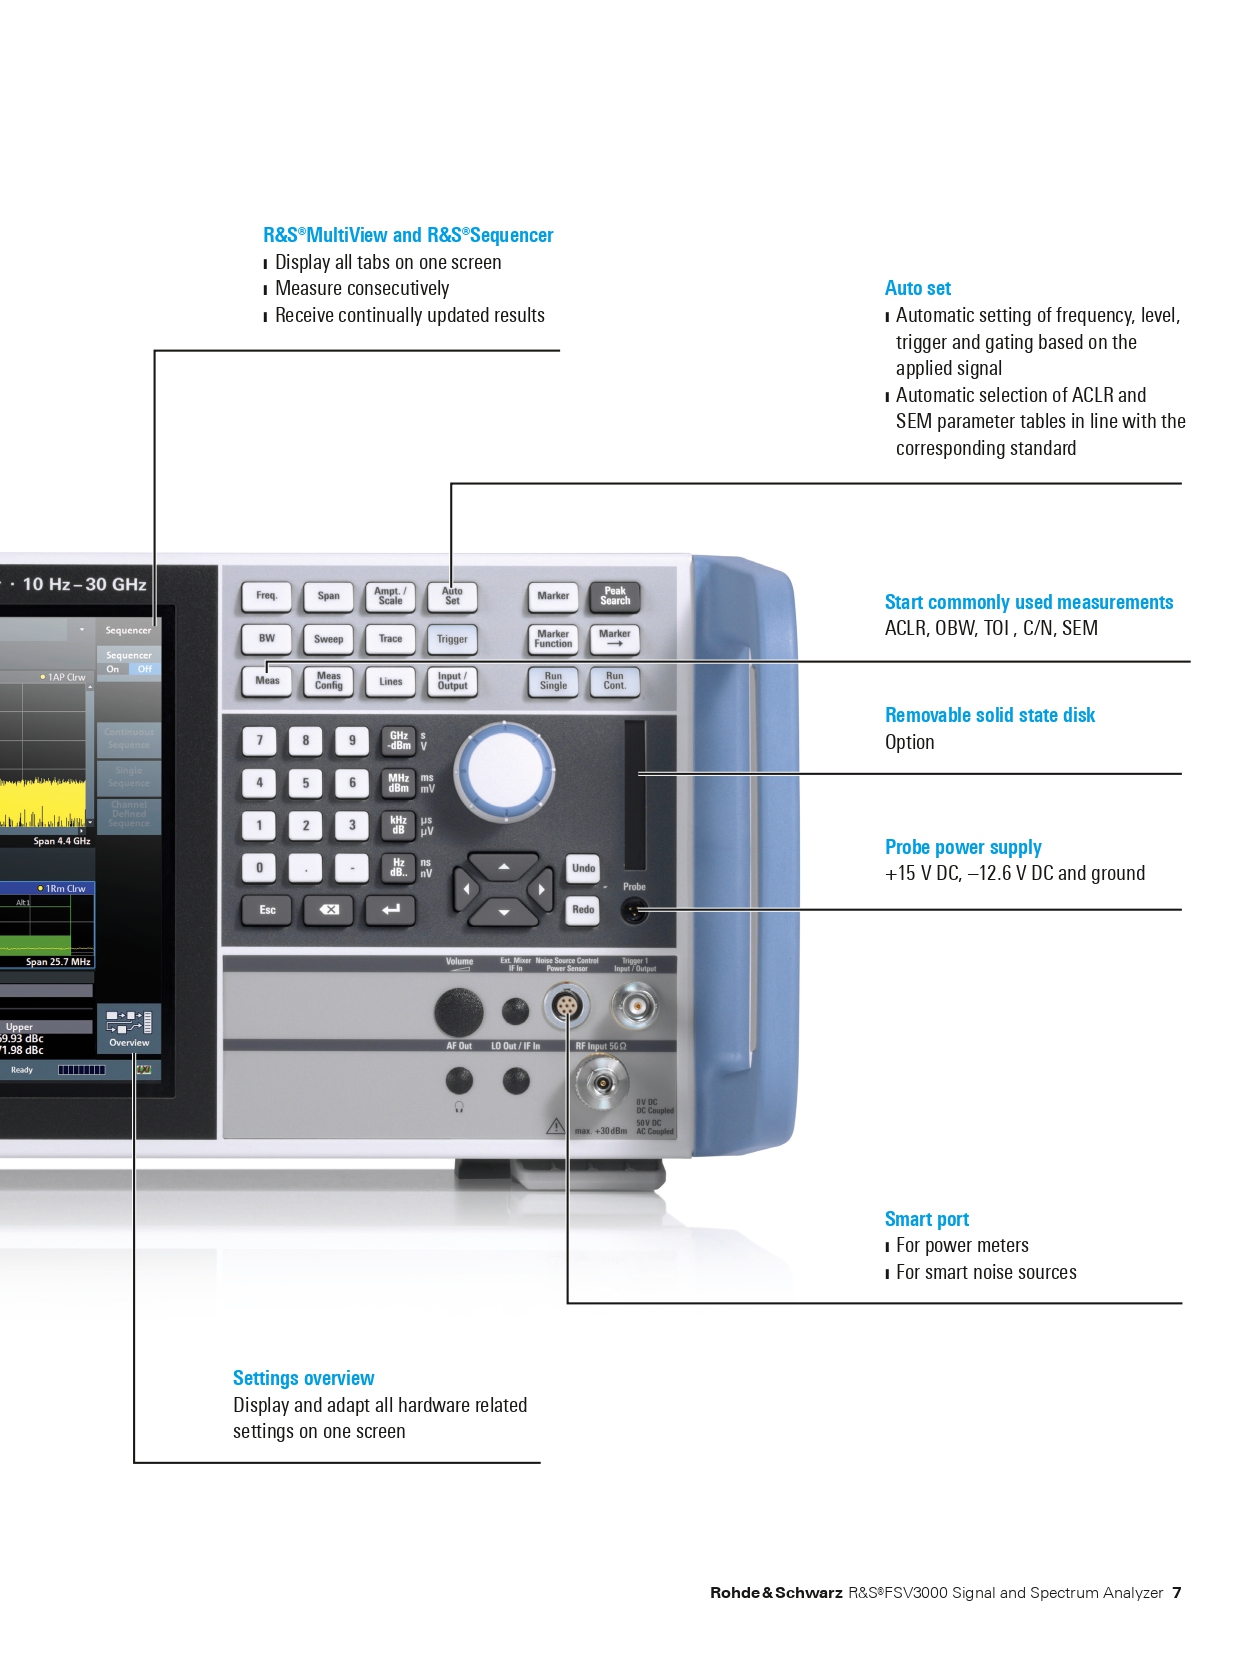 R&S®MultiView and R&S®Sequencer
Display all tabs on one screen
Measure consecutively
Receive continually updated results
Auto set
Automatic setting of frequency, level,
trigger and gating based on the
applied signal
Automatic selection of ACLR and
SEM parameter tables in line with the
corresponding standard
· 10 Hz – 30 GHz
Sequencer
Sequencer
On Off
1AP Clrw
Continuous
Sequence
Single
Sequence
Channel
Defined
Sequence
Span 4.4 GHz
1Rm Clrw
Alt1
Span 25.7 MHz
Upper
69.93 dBc
71.98 dBc
Overview
Ready
Freq.
Span
Ampt. /
Scale
Auto
Set
Marker
Peak
Search
BW
Sweep
Trace
Trigger
Marker
Function
Marker
→
Meas
Meas
Config
Lines
Input /
Output
Run
Single
Run
Cont.
7 8 9
GHz
-dBm
s
V
4 5 6
MHz
dBm
ms
mV
1 2 3
kHz
dB
µs
µV
0 . -
Hz
dB..
ns
nV
Esc
Undo
Redo
Probe
Volume
Ext. Mixer
IF In
Noise Source Control
Power Sensor
Trigger 1
Input / Output
AF Out
LO Out / IF In
RF Input 50 Ω
max. +30 dBm
0 V DC
DC Coupled
50 V DC
AC Coupled
Start commonly used measurements
ACLR, OBW, TOI , C/N, SEM
Removable solid state disk
Option
Probe power supply
+15 V DC, –12.6 V DC and ground
Smart port
For power meters
For smart noise sources
Settings overview
Display and adapt all hardware related
settings on one screen
Rohde & Schwarz R&S®FSV3000 Signal and Spectrum Analyzer 7